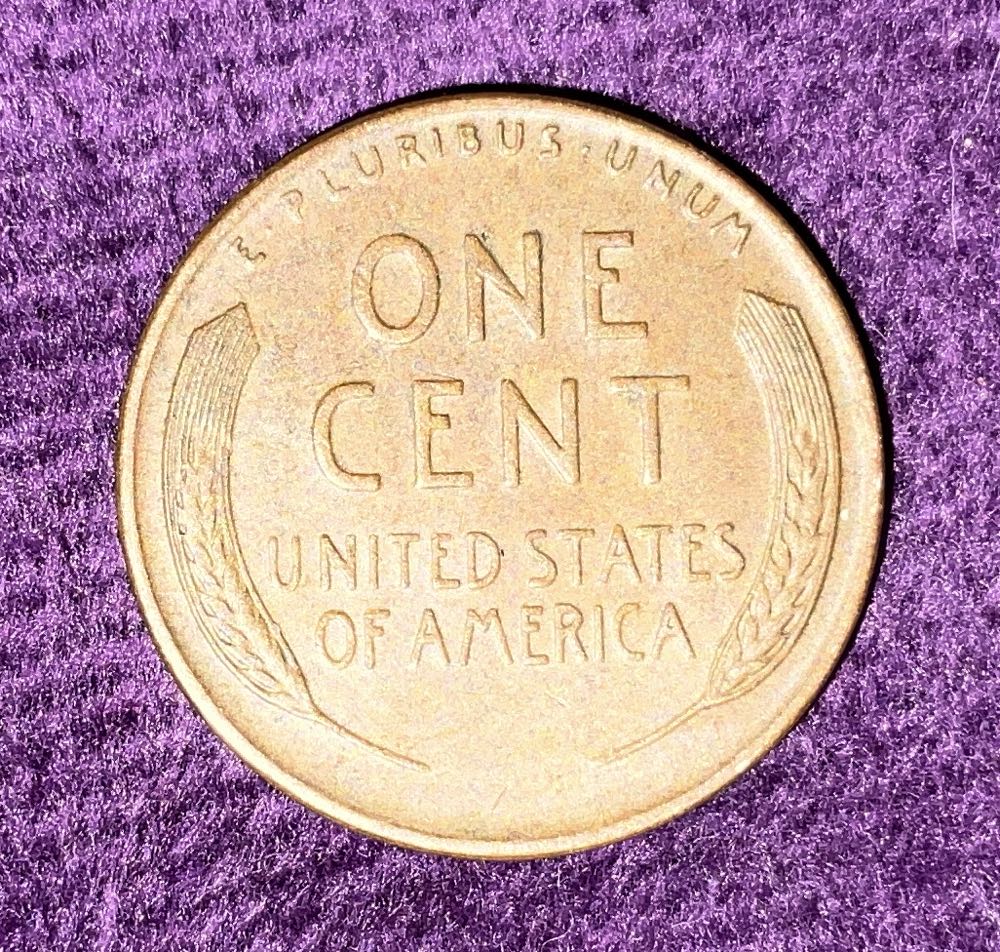 E · PLURIBUS · UNUM
ONE
CENT
UNITED STATES
OF AMERICA